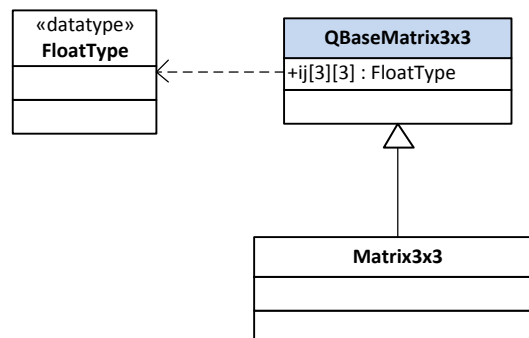 «datatype»
FloatType
QBaseMatrix3x3
+ij[3][3] : FloatType
Matrix3x3